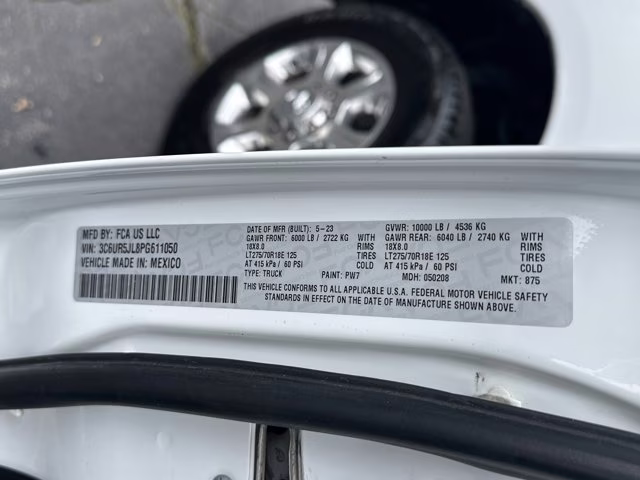 MFD BY: FCA US LLC
VIN: 3C6UR5JL8PG611050
VEHICLE MADE IN: MEXICO
DATE OF MFR (BUILT): 5-23 GVWR: 10000 LB / 4536 KG
GAWR FRONT: 6000 LB / 2722 KG WITH GAWR REAR: 6040 LB / 2740 KG WITH
18X8.0 RIMS 18X8.0 RIMS
LT275/70R18E 125 TIRES LT275/70R18E 125 TIRES
AT 415 kPa / 60 PSI COLD AT 415 kPa / 60 PSI COLD
TYPE: TRUCK PAINT: PW7 MDH: 050208 MKT: 875
THIS VEHICLE CONFORMS TO ALL APPLICABLE U.S.A. FEDERAL MOTOR VEHICLE SAFETY
STANDARDS IN EFFECT ON THE DATE OF MANUFACTURE SHOWN ABOVE.